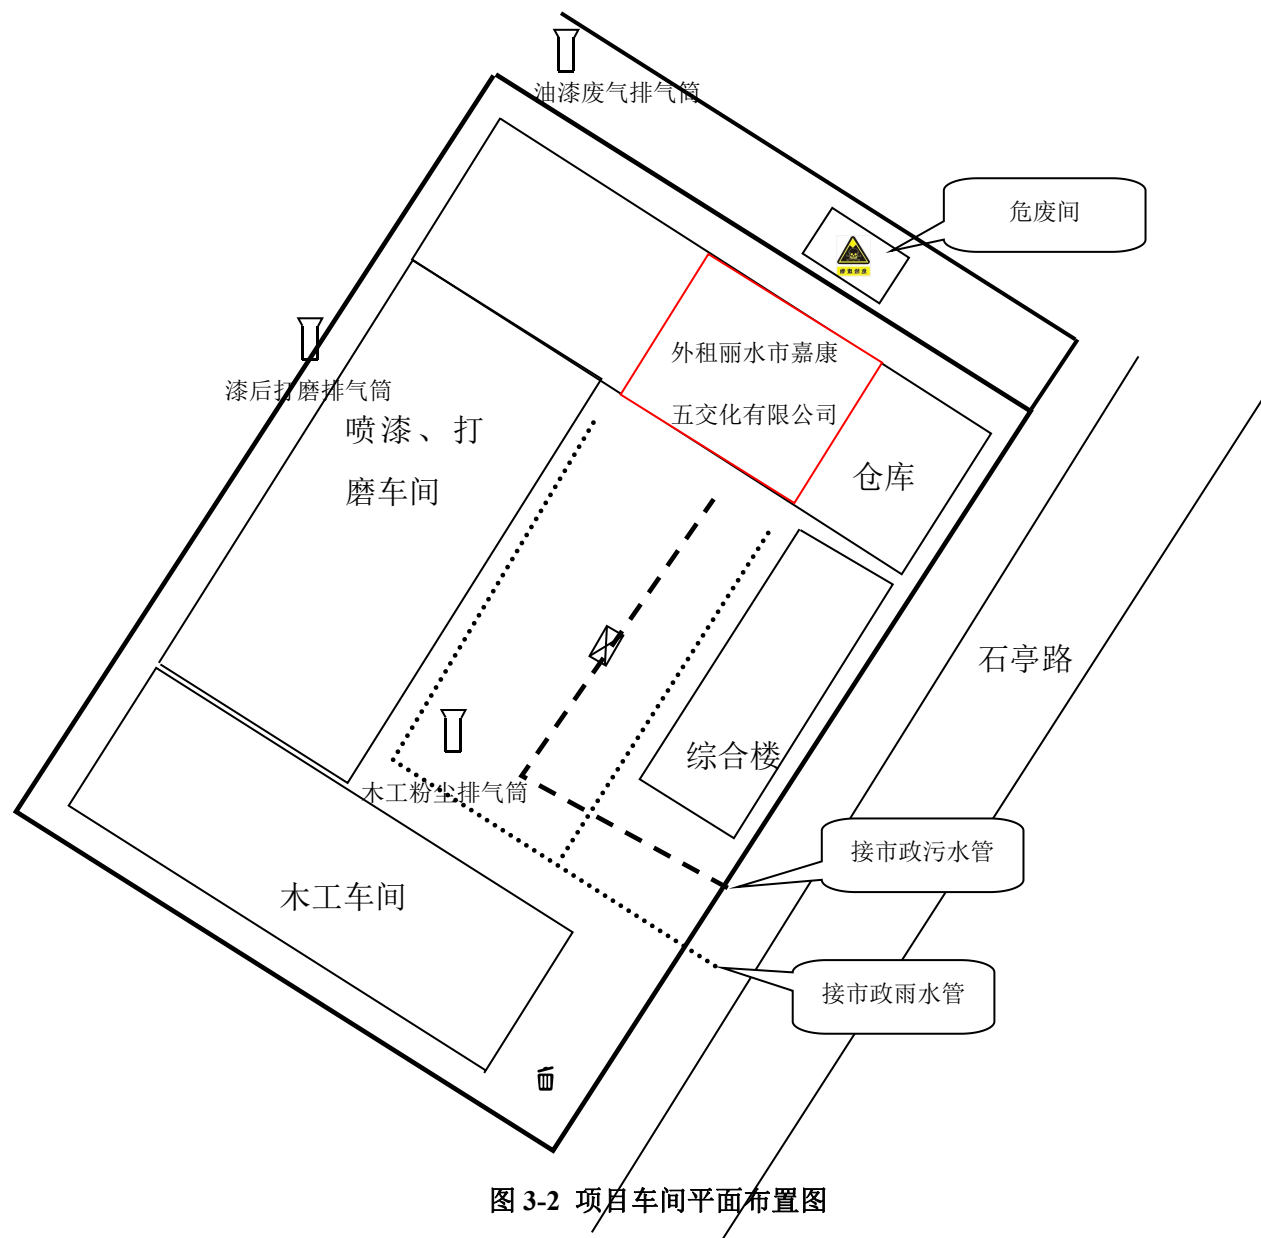 油漆废气排气筒
危废间
外租丽水市嘉康
五交化有限公司
漆后打磨排气筒
喷漆、打
磨车间
仓库
石亭路
综合楼
木工粉尘排气筒
接市政污水管
木工车间
接市政雨水管
图 3-2 项目车间平面布置图